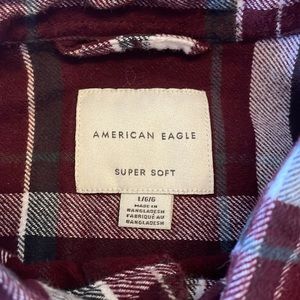 AMERICAN EAGLE
SUPER SOFT
L/G/G
MADE IN
BANGLADESH
FABRIQUÉ AU
BANGLADESH